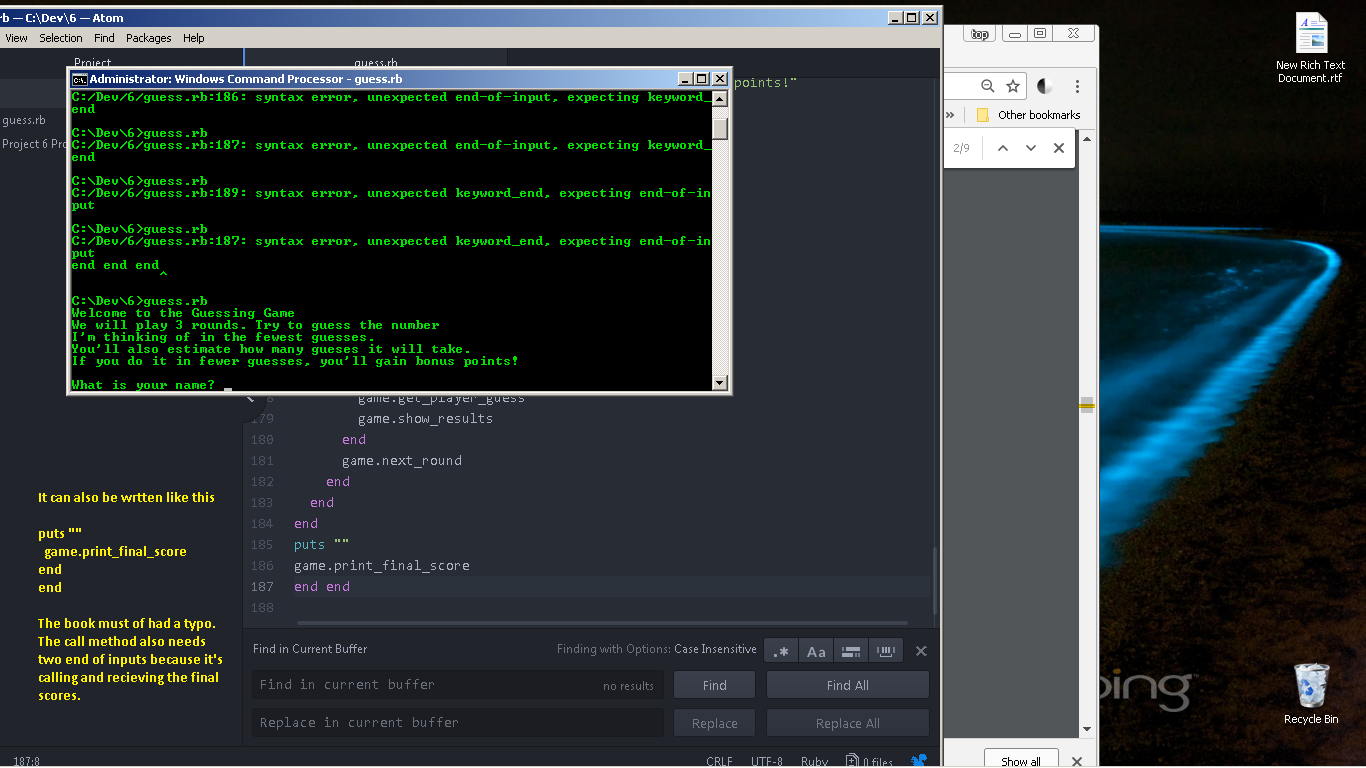 rb — C:\Dev\6 — Atom
View Selection Find Packages Help
Project
guess.rb
guess.rb
Project 6 Pro
points!"
Administrator: Windows Command Processor - guess.rb
C:/Dev/6/guess.rb:186: syntax error, unexpected end-of-input, expecting keyword_
end
C:\Dev\6>guess.rb
C:/Dev/6/guess.rb:187: syntax error, unexpected end-of-input, expecting keyword_
end
C:\Dev\6>guess.rb
C:/Dev/6/guess.rb:189: syntax error, unexpected keyword_end, expecting end-of-in
put
C:\Dev\6>guess.rb
C:/Dev/6/guess.rb:187: syntax error, unexpected keyword_end, expecting end-of-in
put
end end end
^
C:\Dev\6>guess.rb
Welcome to the Guessing Game
We will play 3 rounds. Try to guess the number
I'm thinking of in the fewest guesses.
You'll also estimate how many gueses it will take.
If you do it in fewer guesses, you'll gain bonus points!
What is your name? _
8 game.get_player_guess
179 game.show_results
180 end
181 game.next_round
182 end
183 end
184 end
185 puts ""
186 game.print_final_score
187 end end
188
It can also be wrtten like this
puts ""
game.print_final_score
end
end
The book must of had a typo.
The call method also needs
two end of inputs because it's
calling and recieving the final
scores.
Find in Current Buffer
Finding with Options: Case Insensitive
.* Aa
Find in current buffer
no results
Find
Find All
Replace in current buffer
Replace
Replace All
187:8
CRLF UTF-8 Ruby 0 files
top
» Other bookmarks
2/9
Show all
ping
New Rich Text
Document.rtf
Recycle Bin